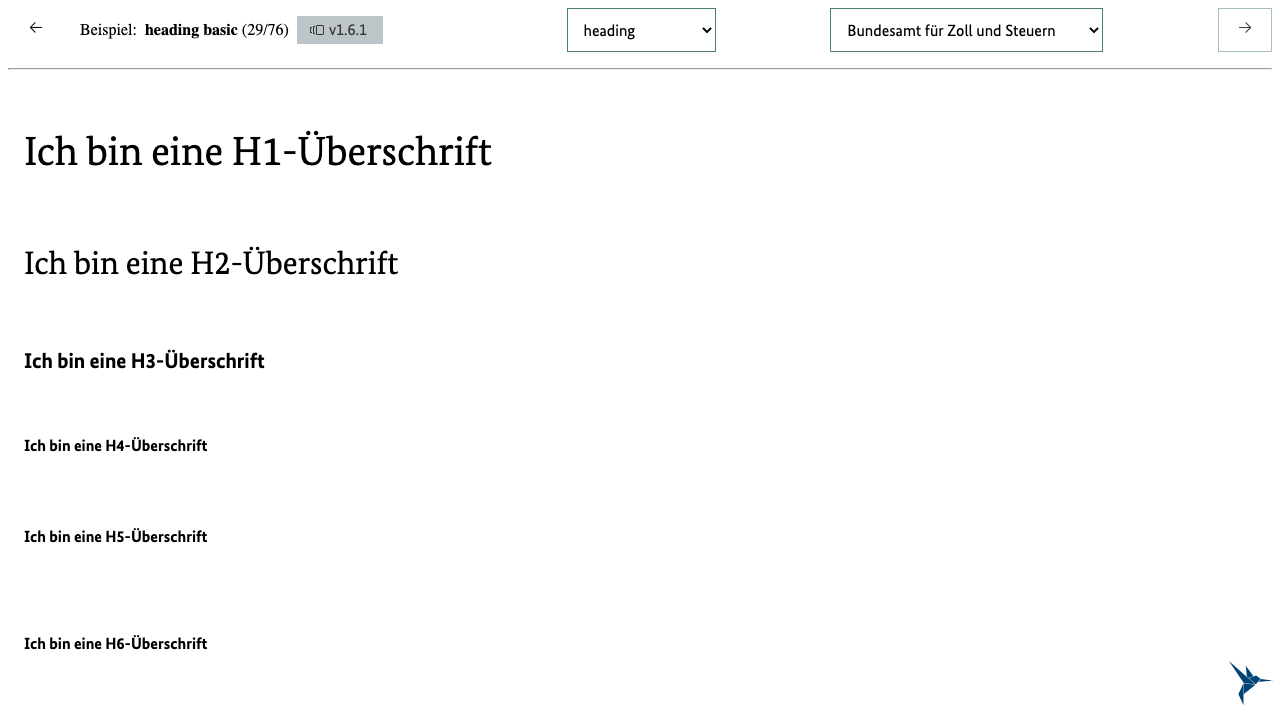 Beispiel: heading basic (29/76) v1.6.1 heading Bundesamt für Zoll und Steuern
Ich bin eine H1-Überschrift
Ich bin eine H2-Überschrift
Ich bin eine H3-Überschrift
Ich bin eine H4-Überschrift
Ich bin eine H5-Überschrift
Ich bin eine H6-Überschrift